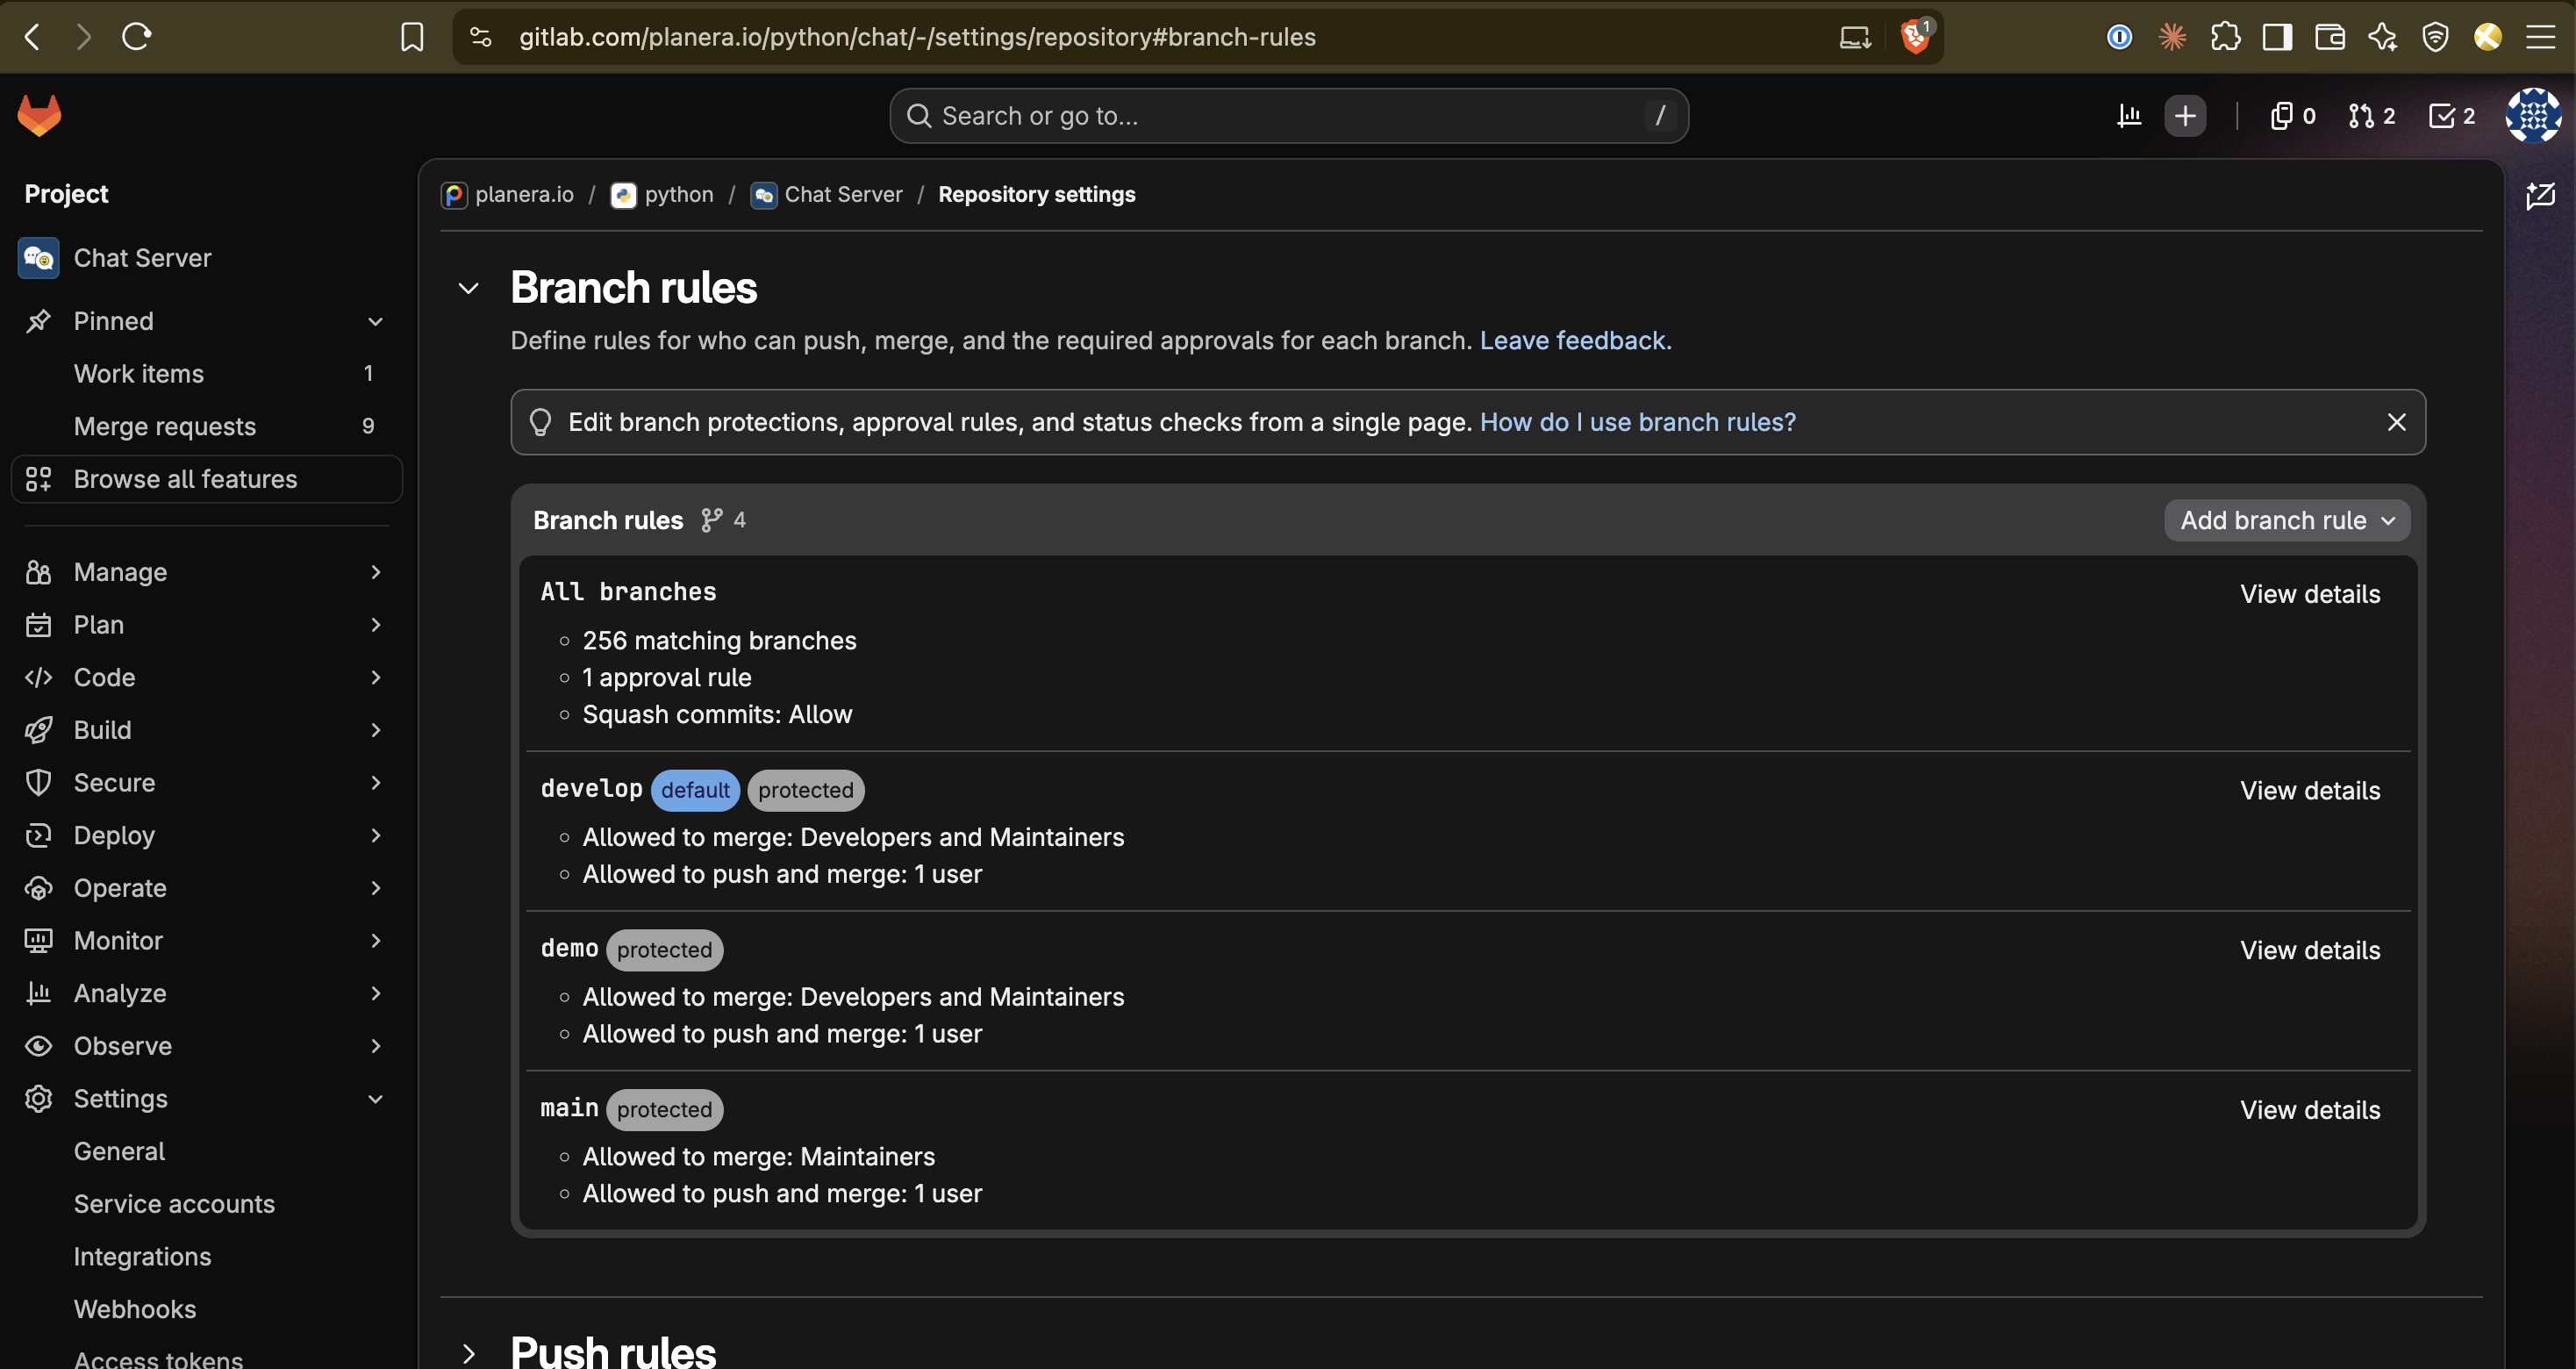 gitlab.com/planera.io/python/chat/-/settings/repository#branch-rules
1
Search or go to...
/
0
2
2
Project
Chat Server
Pinned
Work items 1
Merge requests 9
Browse all features
Manage
Plan
Code
Build
Secure
Deploy
Operate
Monitor
Analyze
Observe
Settings
General
Service accounts
Integrations
Webhooks
Access tokens
planera.io / python / Chat Server / Repository settings
Branch rules
Define rules for who can push, merge, and the required approvals for each branch. Leave feedback.
Edit branch protections, approval rules, and status checks from a single page. How do I use branch rules?
Branch rules 4
Add branch rule
All branches
View details
256 matching branches
1 approval rule
Squash commits: Allow
develop default protected
View details
Allowed to merge: Developers and Maintainers
Allowed to push and merge: 1 user
demo protected
View details
Allowed to merge: Developers and Maintainers
Allowed to push and merge: 1 user
main protected
View details
Allowed to merge: Maintainers
Allowed to push and merge: 1 user
Push rules